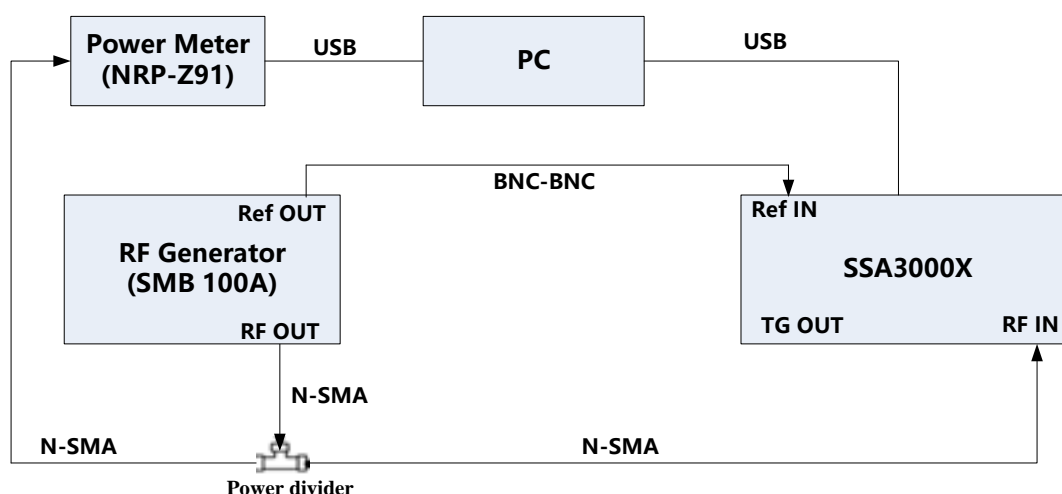 Power Meter
(NRP-Z91)
USB
PC
USB
BNC-BNC
Ref OUT
RF Generator
(SMB 100A)
RF OUT
Ref IN
SSA3000X
TG OUT
RF IN
N-SMA
N-SMA
N-SMA
Power divider